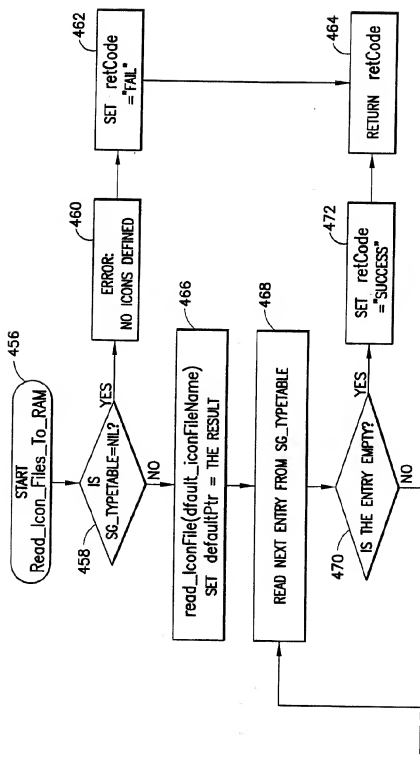 START
Read_Icon_Files_To_RAM
456
IS
SG_TYPETABLE=NIL?
458
YES
NO
ERROR:
NO ICONS DEFINED
460
SET retCode
="FAIL"
462
read_IconFile(dfault_iconFileName)
SET defaultPtr = THE RESULT
466
READ NEXT ENTRY FROM SG_TYPETABLE
468
IS THE ENTRY EMPTY?
470
YES
NO
SET retCode
="SUCCESS"
472
RETURN retCode
464